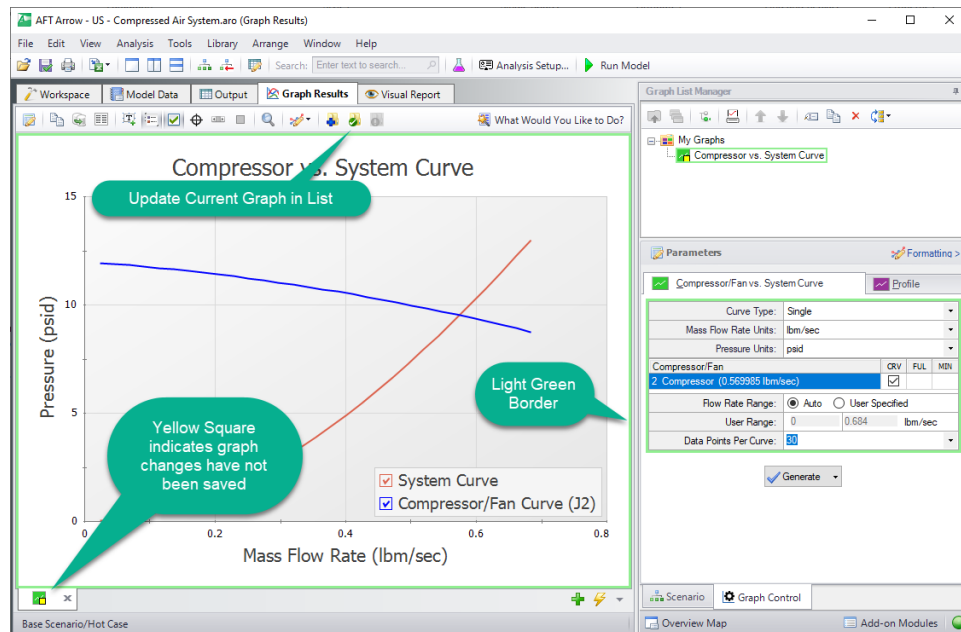 AFT Arrow - US - Compressed Air System.aro (Graph Results)
File Edit View Analysis Tools Library Arrange Window Help
Search: Enter text to search... Analysis Setup... Run Model
Workspace Model Data Output Graph Results Visual Report
What Would You Like to Do?
Compressor vs. System Curve
Update Current Graph in List
15
10
5
0
Pressure (psid)
Light Green
Border
Yellow Square
indicates graph
changes have not
been saved
System Curve
Compressor/Fan Curve (J2)
0 0.2 0.4 0.6 0.8
Mass Flow Rate (lbm/sec)
Base Scenario/Hot Case
Graph List Manager
My Graphs
Compressor vs. System Curve
Parameters Formatting >
Compressor/Fan vs. System Curve Profile
Curve Type: Single
Mass Flow Rate Units: lbm/sec
Pressure Units: psid
Compressor/Fan CRV FUL MIN
2 Compressor (0.569985 lbm/sec)
Flow Rate Range: Auto User Specified
User Range: 0 0.684 lbm/sec
Data Points Per Curve: 30
Generate
Scenario Graph Control
Overview Map Add-on Modules